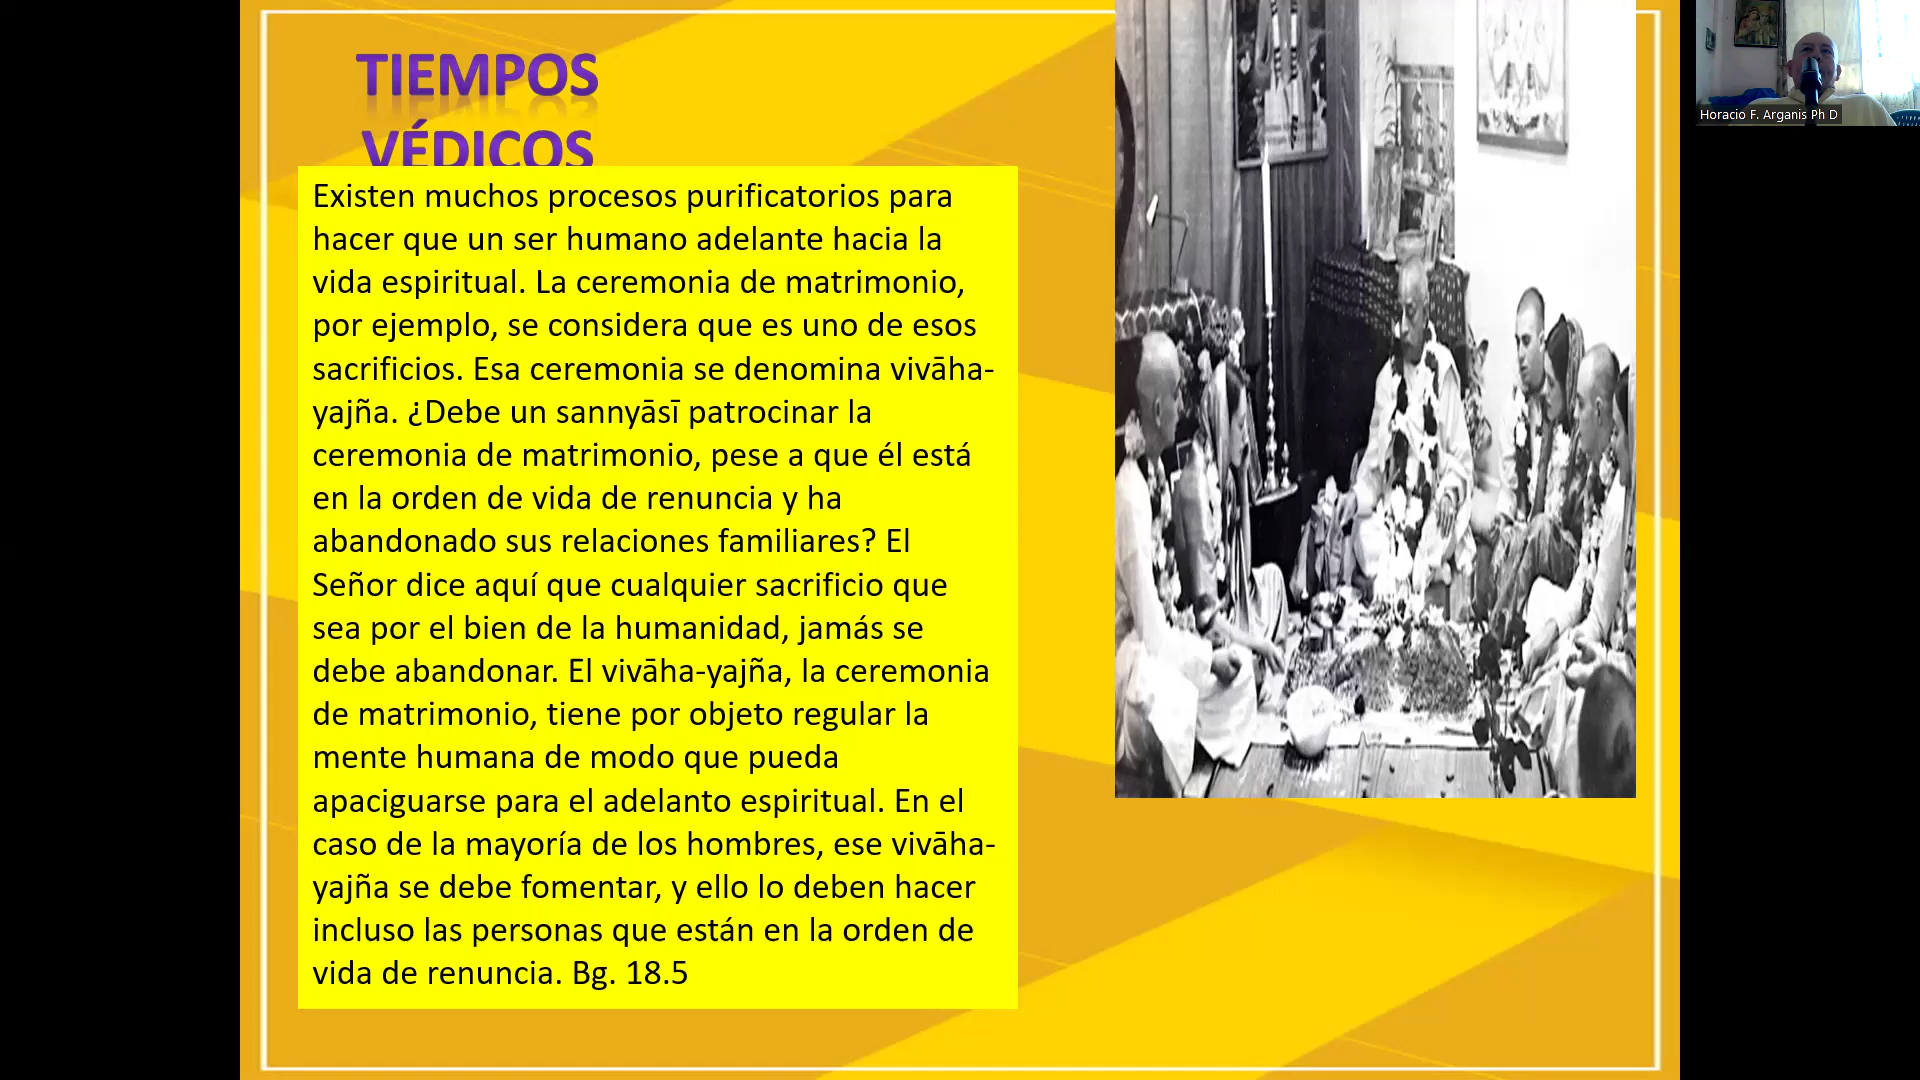 TIEMPOS
VÉDICOS
Existen muchos procesos purificatorios para
hacer que un ser humano adelante hacia la
vida espiritual. La ceremonia de matrimonio,
por ejemplo, se considera que es uno de esos
sacrificios. Esa ceremonia se denomina vivāha-
yajña. ¿Debe un sannyāsī patrocinar la
ceremonia de matrimonio, pese a que él está
en la orden de vida de renuncia y ha
abandonado sus relaciones familiares? El
Señor dice aquí que cualquier sacrificio que
sea por el bien de la humanidad, jamás se
debe abandonar. El vivāha-yajña, la ceremonia
de matrimonio, tiene por objeto regular la
mente humana de modo que pueda
apaciguarse para el adelanto espiritual. En el
caso de la mayoría de los hombres, ese vivāha-
yajña se debe fomentar, y ello lo deben hacer
incluso las personas que están en la orden de
vida de renuncia. Bg. 18.5
Horacio F. Arganis Ph D